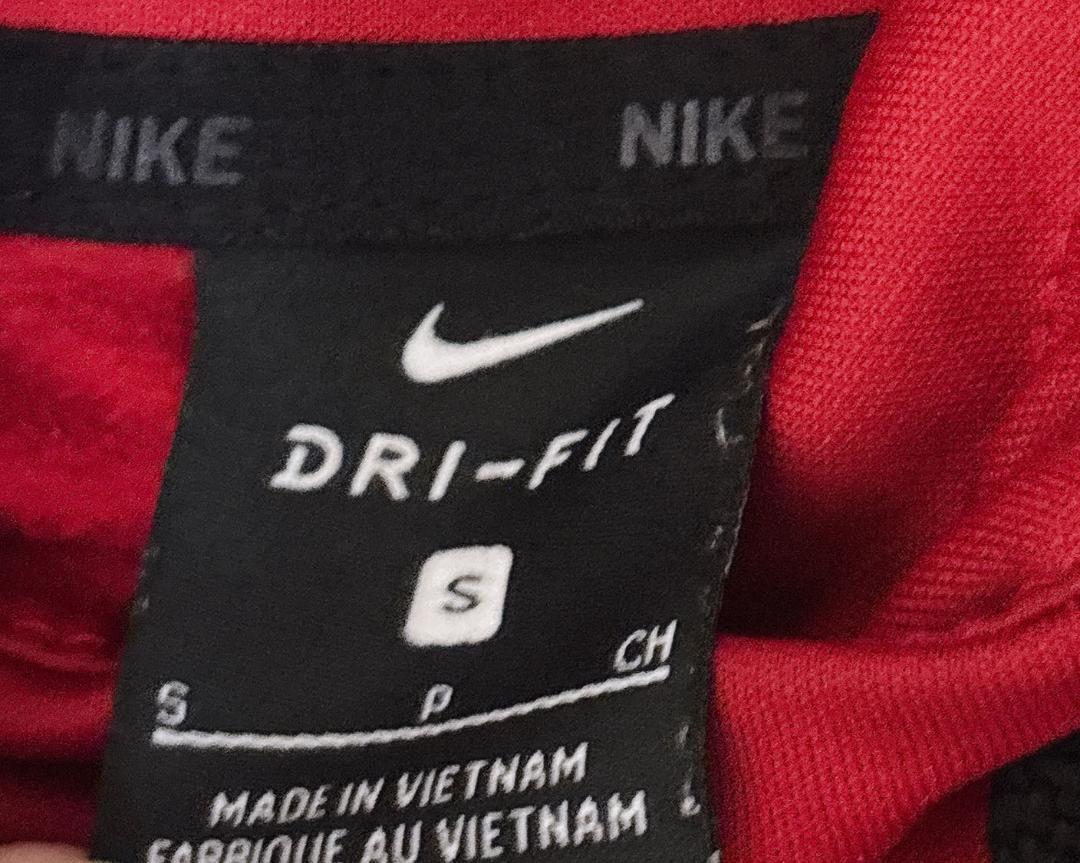 NIKE NIKE
DRI-FIT
S
S P CH
MADE IN VIETNAM
FABRIQUE AU VIETNAM